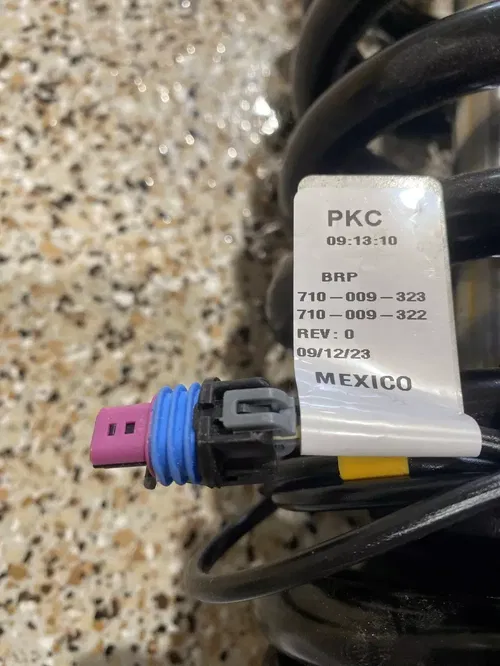 PKC
09:13:10
BRP
710-009-323
710-009-322
REV: 0
09/12/23
MEXICO